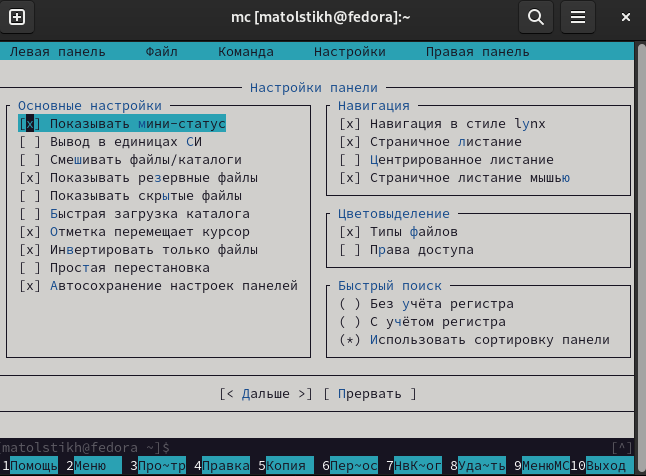 mc [matolstikh@fedora]:~
Левая панель Файл Команда Настройки Правая панель
Настройки панели
Основные настройки
[x] Показывать мини-статус
[ ] Вывод в единицах СИ
[ ] Смешивать файлы/каталоги
[x] Показывать резервные файлы
[ ] Показывать скрытые файлы
[ ] Быстрая загрузка каталога
[x] Отметка перемещает курсор
[x] Инвертировать только файлы
[ ] Простая перестановка
[x] Автосохранение настроек панелей
Навигация
[x] Навигация в стиле lynx
[x] Страничное листание
[ ] Центрированное листание
[x] Страничное листание мышью
Цветовыделение
[x] Типы файлов
[ ] Права доступа
Быстрый поиск
( ) Без учёта регистра
( ) С учётом регистра
(*) Использовать сортировку панели
[< Дальше >] [ Прервать ]
[matolstikh@fedora ~]$ [^]
1Помощь 2Меню 3Про~тр 4Правка 5Копия 6Пер~ос 7НвК~ог 8Уда~ть 9МенюMC10Выход